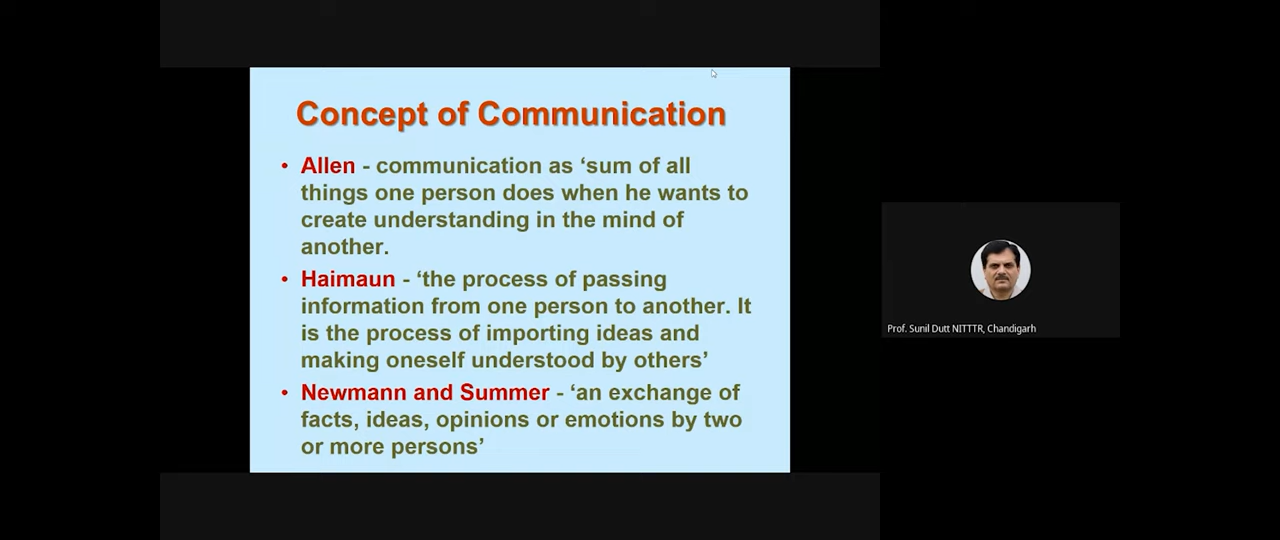 Concept of Communication
• Allen - communication as ‘sum of all
things one person does when he wants to
create understanding in the mind of
another.
• Haimaun - ‘the process of passing
information from one person to another. It
is the process of importing ideas and
making oneself understood by others’
• Newmann and Summer - ‘an exchange of
facts, ideas, opinions or emotions by two
or more persons’
Prof. Sunil Dutt NITTTR, Chandigarh